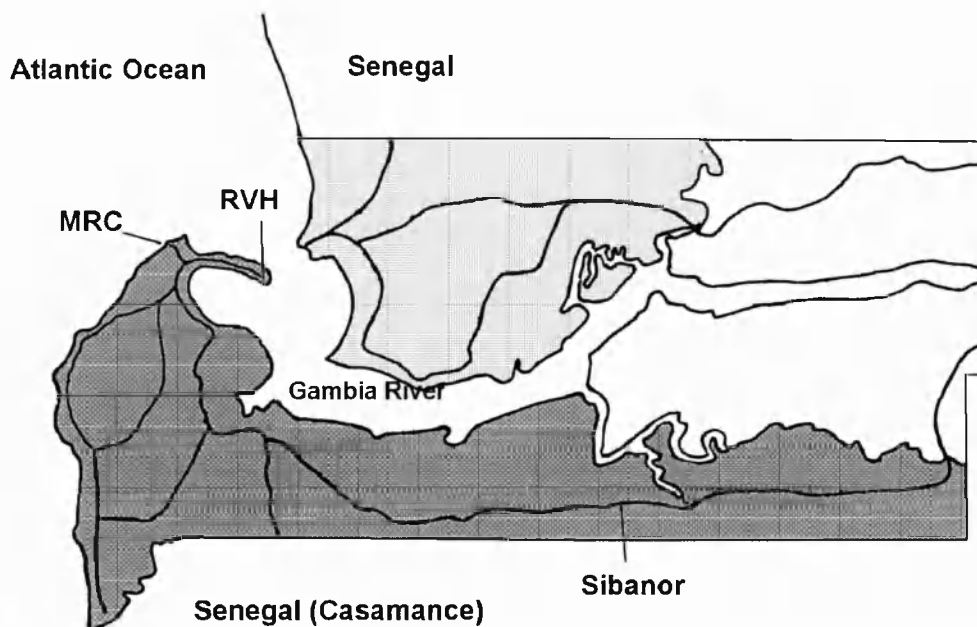 Atlantic Ocean
Senegal
RVH
MRC
Gambia River
Sibanor
Senegal (Casamance)